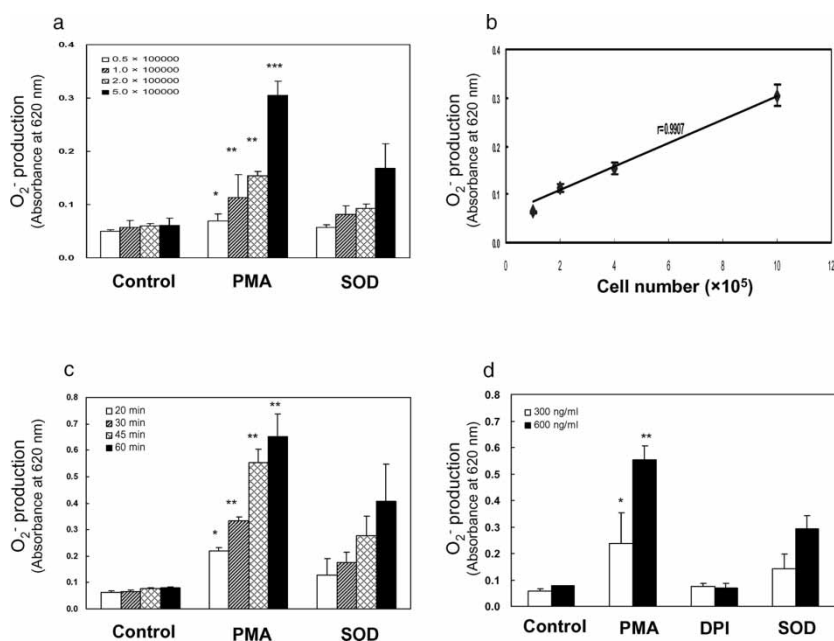 a
O₂⁻ production
(Absorbance at 620 nm)
0.4
0.3
0.2
0.1
0.0
0.5 × 100000
1.0 × 100000
2.0 × 100000
5.0 × 100000
*
**
**
***
Control PMA SOD
b
O₂⁻ production
(Absorbance at 620 nm)
0.4
0.3
0.2
0.1
0.0
r=0.9907
0 2 4 6 8 10 12
Cell number (×10⁵)
c
O₂⁻ production
(Absorbance at 620 nm)
0.8
0.7
0.6
0.5
0.4
0.3
0.2
0.1
0.0
20 min
30 min
45 min
60 min
*
**
**
**
Control PMA SOD
d
O₂⁻ production
(Absorbance at 620 nm)
0.8
0.7
0.6
0.5
0.4
0.3
0.2
0.1
0.0
300 ng/ml
600 ng/ml
*
**
Control PMA DPI SOD